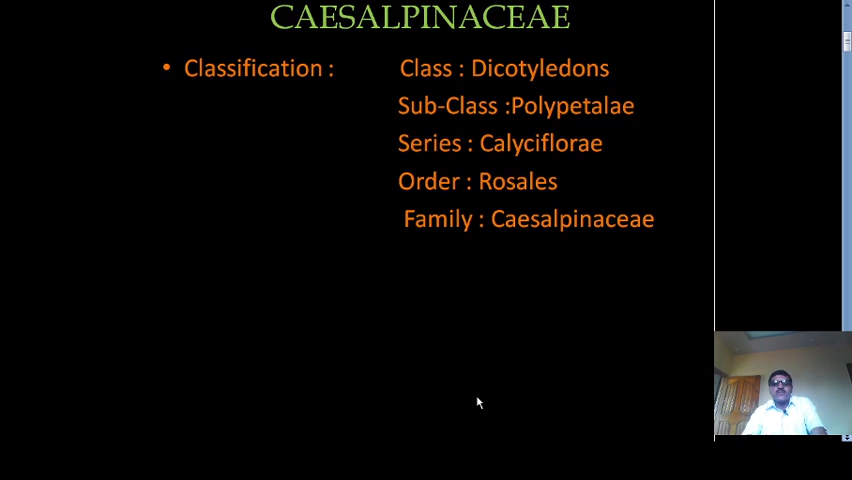 CAESALPINACEAE
• Classification : Class : Dicotyledons
Sub-Class :Polypetalae
Series : Calyciflorae
Order : Rosales
Family : Caesalpinaceae